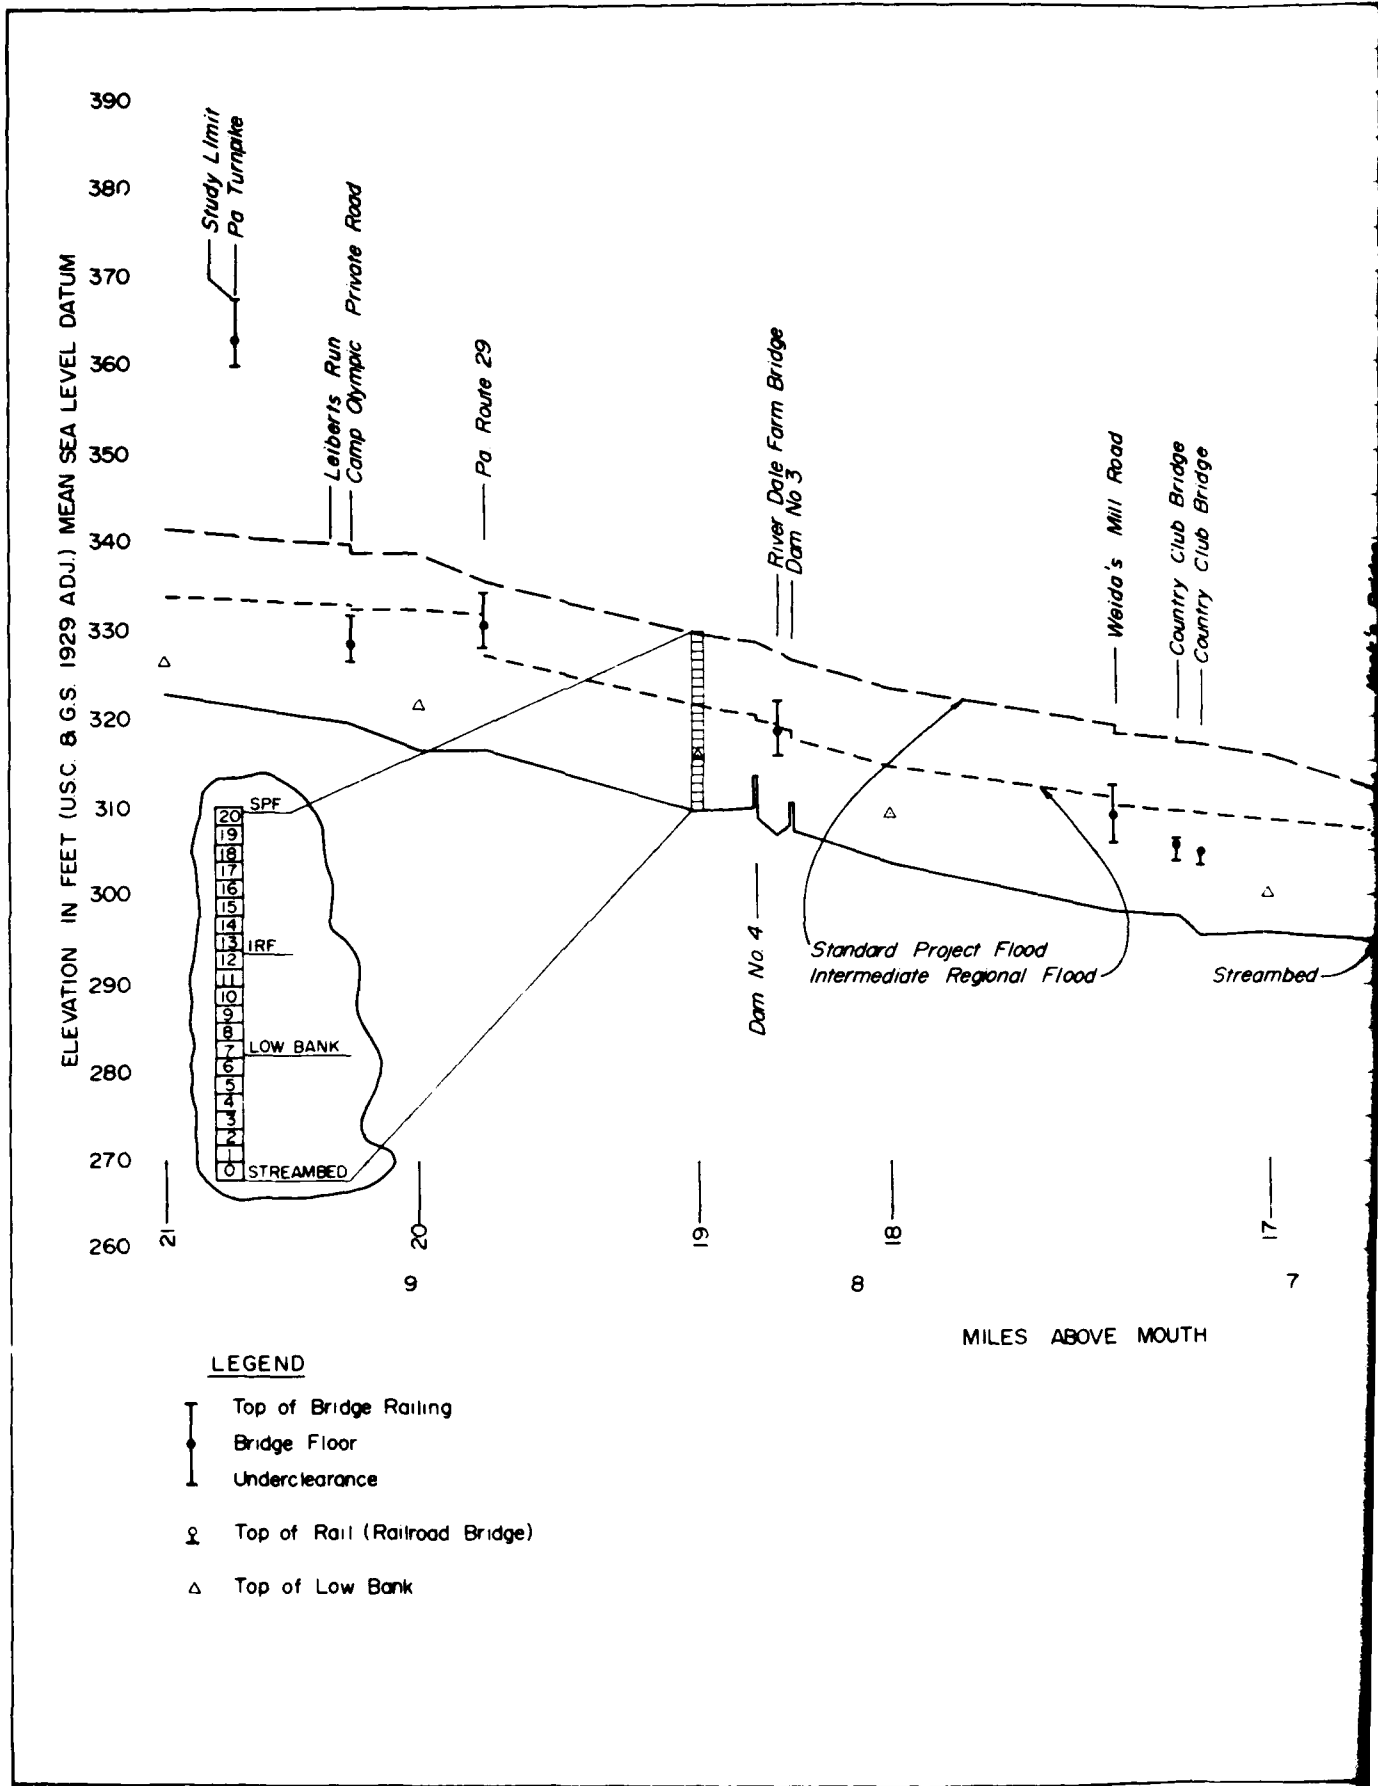 ELEVATION IN FEET (U.S.C. & G.S. 1929 ADJ.) MEAN SEA LEVEL DATUM
390
380
370
360
350
340
330
320
310
300
290
280
270
260
Study Limit
Pa Turnpike
Leiberts Run
Camp Olympic Private Road
Pa Route 29
River Dale Farm Bridge
Dam No 3
Weida's Mill Road
Country Club Bridge
Country Club Bridge
Dam No. 4
Standard Project Flood
Intermediate Regional Flood
Streambed
SPF
20
19
18
17
16
15
14
13
IRF
12
11
10
9
8
7
LOW BANK
6
5
4
3
2
1
0
STREAMBED
21
20
19
18
17
9
8
7
MILES ABOVE MOUTH
LEGEND
Top of Bridge Railing
Bridge Floor
Underclearance
Top of Rail (Railroad Bridge)
Top of Low Bank